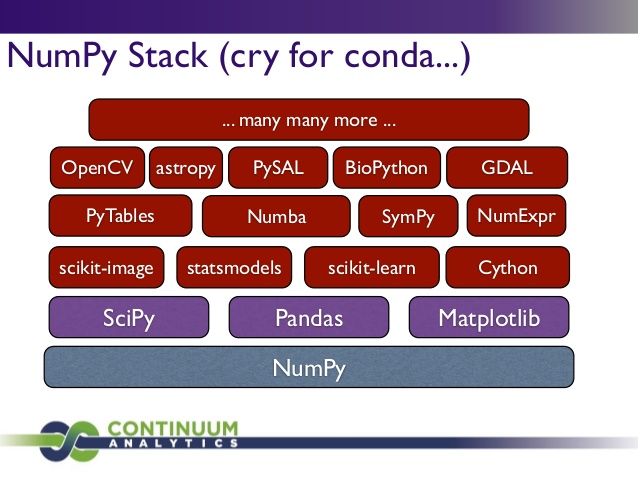 NumPy Stack (cry for conda...)
... many many more ...
OpenCV astropy PySAL BioPython GDAL
PyTables Numba SymPy NumExpr
scikit-image statsmodels scikit-learn Cython
SciPy Pandas Matplotlib
NumPy
CONTINUUM
ANALYTICS